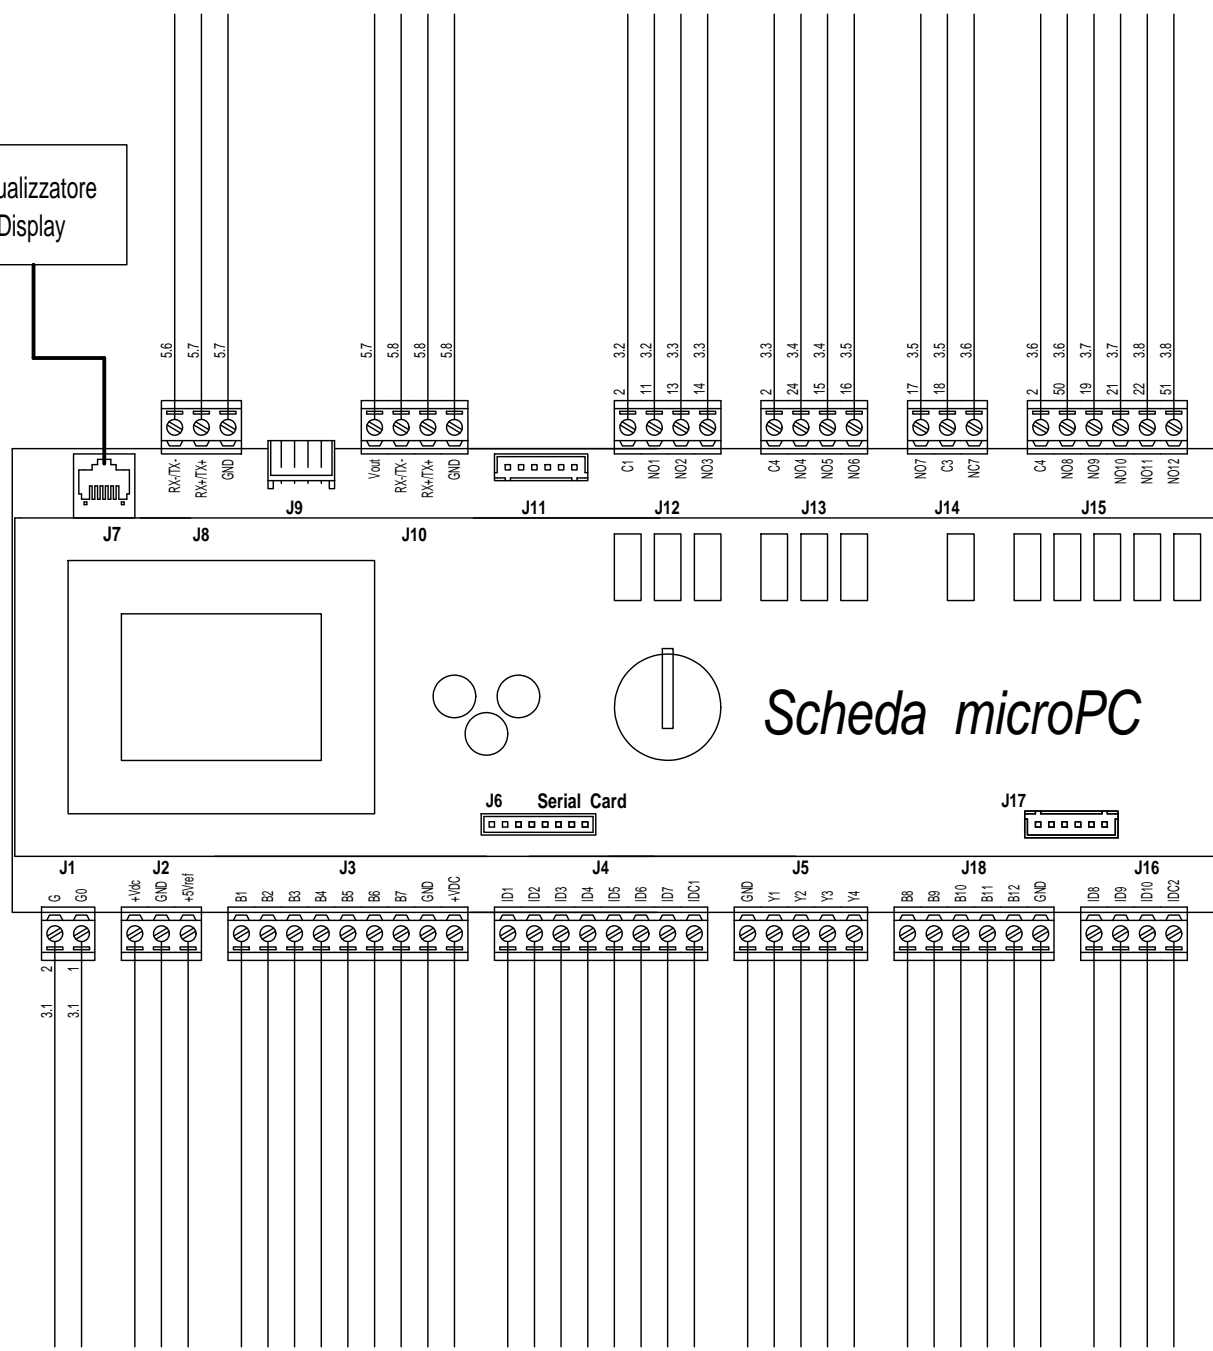 ualizzatore
Display
5.6 5.7 5.7 5.7 5.8 5.8 5.8 3.2 3.2 3.3 3.3 3.3 3.4 3.4 3.5 3.5 3.5 3.6 3.6 3.6 3.7 3.7 3.8 3.8
2 11 13 14 2 24 15 16 17 18 2 50 19 21 22 51
RX-/TX- RX+/TX+ GND Vout RX-/TX- RX+/TX+ GND C1 NO1 NO2 NO3 C4 NO4 NO5 NO6 NO7 C3 NC7 C4 NO8 NO9 NO10 NO11 NO12
J9 J11 J12 J13 J14 J15
J7 J8 J10
Scheda microPC
J6 Serial Card J17
J1 J2 J3 J4 J5 J18 J16
G G0 +Vdc GND +5Vref B1 B2 B3 B4 B5 B6 B7 GND +VDC ID1 ID2 ID3 ID4 ID5 ID6 ID7 IDC1 GND Y1 Y2 Y3 Y4 B8 B9 B10 B11 B12 GND ID8 ID9 ID10 IDC2
2 1
3.1 3.1